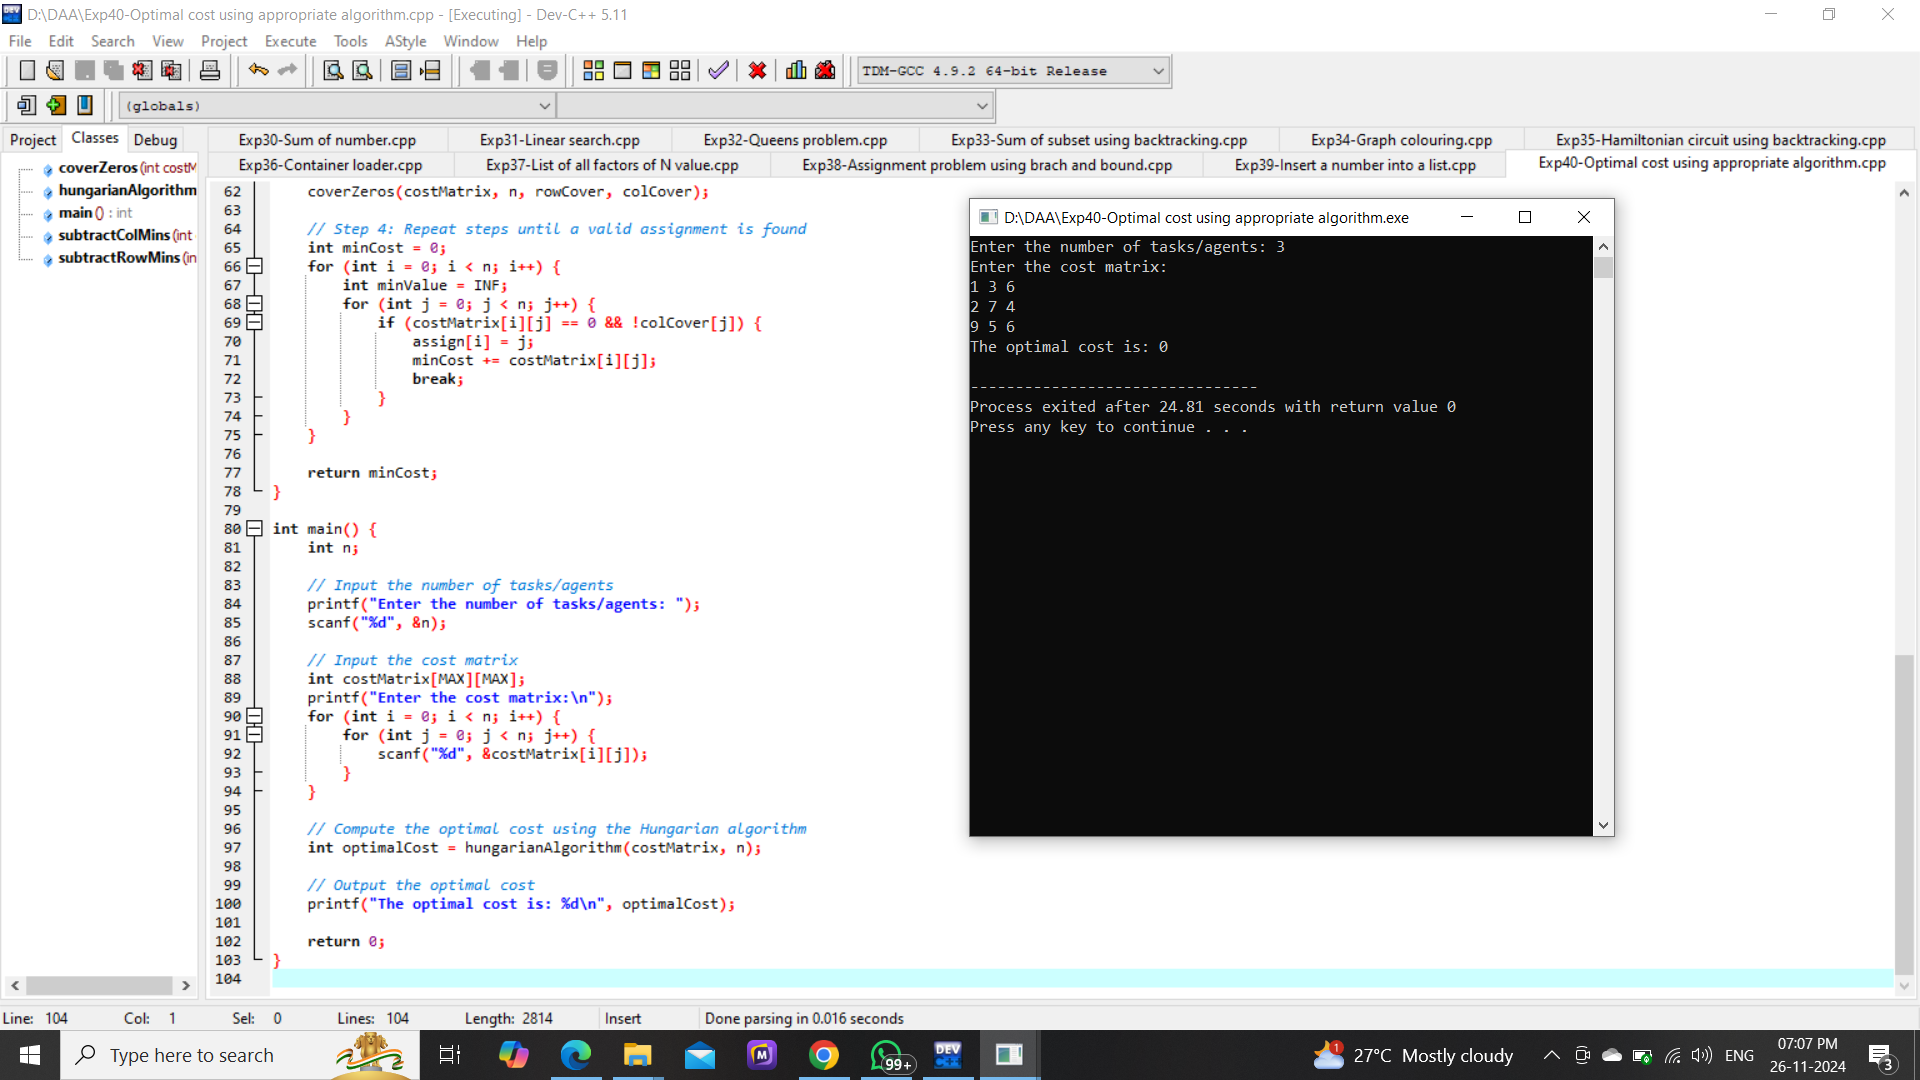 D:\DAA\Exp40-Optimal cost using appropriate algorithm.cpp - [Executing] - Dev-C++ 5.11
File Edit Search View Project Execute Tools AStyle Window Help
TDM-GCC 4.9.2 64-bit Release
(globals)
Project Classes Debug
Exp30-Sum of number.cpp Exp31-Linear search.cpp Exp32-Queens problem.cpp Exp33-Sum of subset using backtracking.cpp Exp34-Graph colouring.cpp Exp35-Hamiltonian circuit using backtracking.cpp
Exp36-Container loader.cpp Exp37-List of all factors of N value.cpp Exp38-Assignment problem using brach and bound.cpp Exp39-Insert a number into a list.cpp Exp40-Optimal cost using appropriate algorithm.cpp
coverZeros (int costM
hungarianAlgorithm
main () : int
subtractColMins (int
subtractRowMins (in
62 coverZeros(costMatrix, n, rowCover, colCover);
63
64 // Step 4: Repeat steps until a valid assignment is found
65 int minCost = 0;
66 for (int i = 0; i < n; i++) {
67 int minValue = INF;
68 for (int j = 0; j < n; j++) {
69 if (costMatrix[i][j] == 0 && !colCover[j]) {
70 assign[i] = j;
71 minCost += costMatrix[i][j];
72 break;
73 }
74 }
75 }
76
77 return minCost;
78 }
79
80 int main() {
81 int n;
82
83 // Input the number of tasks/agents
84 printf("Enter the number of tasks/agents: ");
85 scanf("%d", &n);
86
87 // Input the cost matrix
88 int costMatrix[MAX][MAX];
89 printf("Enter the cost matrix:\n");
90 for (int i = 0; i < n; i++) {
91 for (int j = 0; j < n; j++) {
92 scanf("%d", &costMatrix[i][j]);
93 }
94 }
95
96 // Compute the optimal cost using the Hungarian algorithm
97 int optimalCost = hungarianAlgorithm(costMatrix, n);
98
99 // Output the optimal cost
100 printf("The optimal cost is: %d\n", optimalCost);
101
102 return 0;
103 }
104
D:\DAA\Exp40-Optimal cost using appropriate algorithm.exe
Enter the number of tasks/agents: 3
Enter the cost matrix:
1 3 6
2 7 4
9 5 6
The optimal cost is: 0
--------------------------------
Process exited after 24.81 seconds with return value 0
Press any key to continue . . .
Line: 104 Col: 1 Sel: 0 Lines: 104 Length: 2814 Insert Done parsing in 0.016 seconds
Type here to search
99+
DEV
27°C Mostly cloudy
ENG
07:07 PM
26-11-2024
3